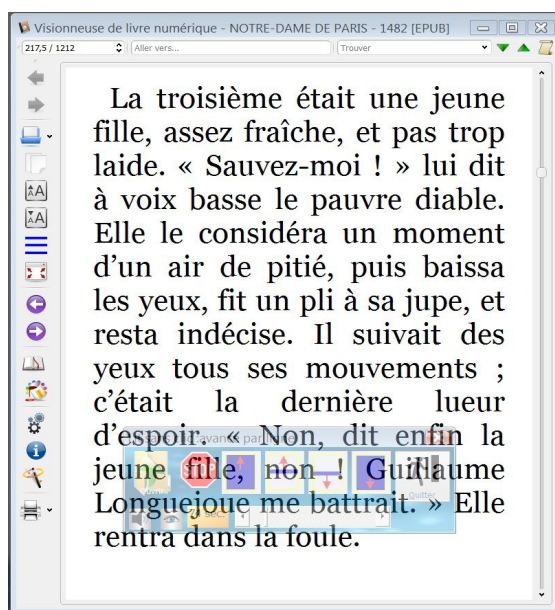 Visionneuse de livre numérique - NOTRE-DAME DE PARIS - 1482 [EPUB]
217,5 / 1212
Aller vers...
Trouver
La troisième était une jeune
fille, assez fraîche, et pas trop
laide. « Sauvez-moi ! » lui dit
à voix basse le pauvre diable.
Elle le considéra un moment
d'un air de pitié, puis baissa
les yeux, fit un pli à sa jupe, et
resta indécise. Il suivait des
yeux tous ses mouvements ;
c'était la dernière lueur
d'espoir. « Non, dit enfin la
jeune fille, non ! Guillaume
Longuejoue me battrait. » Elle
rentra dans la foule.
STOP
Quitter
sec.